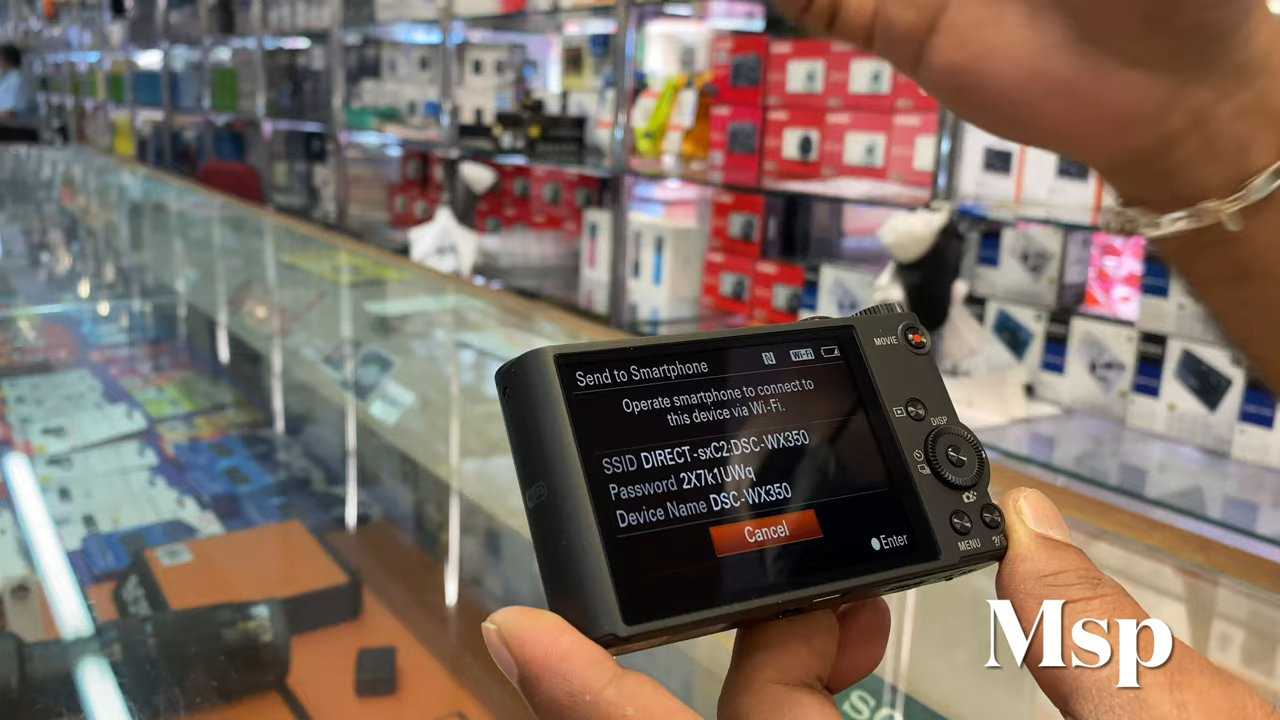 MOVIE
Send to Smartphone
N Wi-Fi
Operate smartphone to connect to
this device via Wi-Fi.
SSID DIRECT-sxC2:DSC-WX350
Password 2X7k1UWq
Device Name DSC-WX350
Cancel
Enter
DISP
MENU
Msp